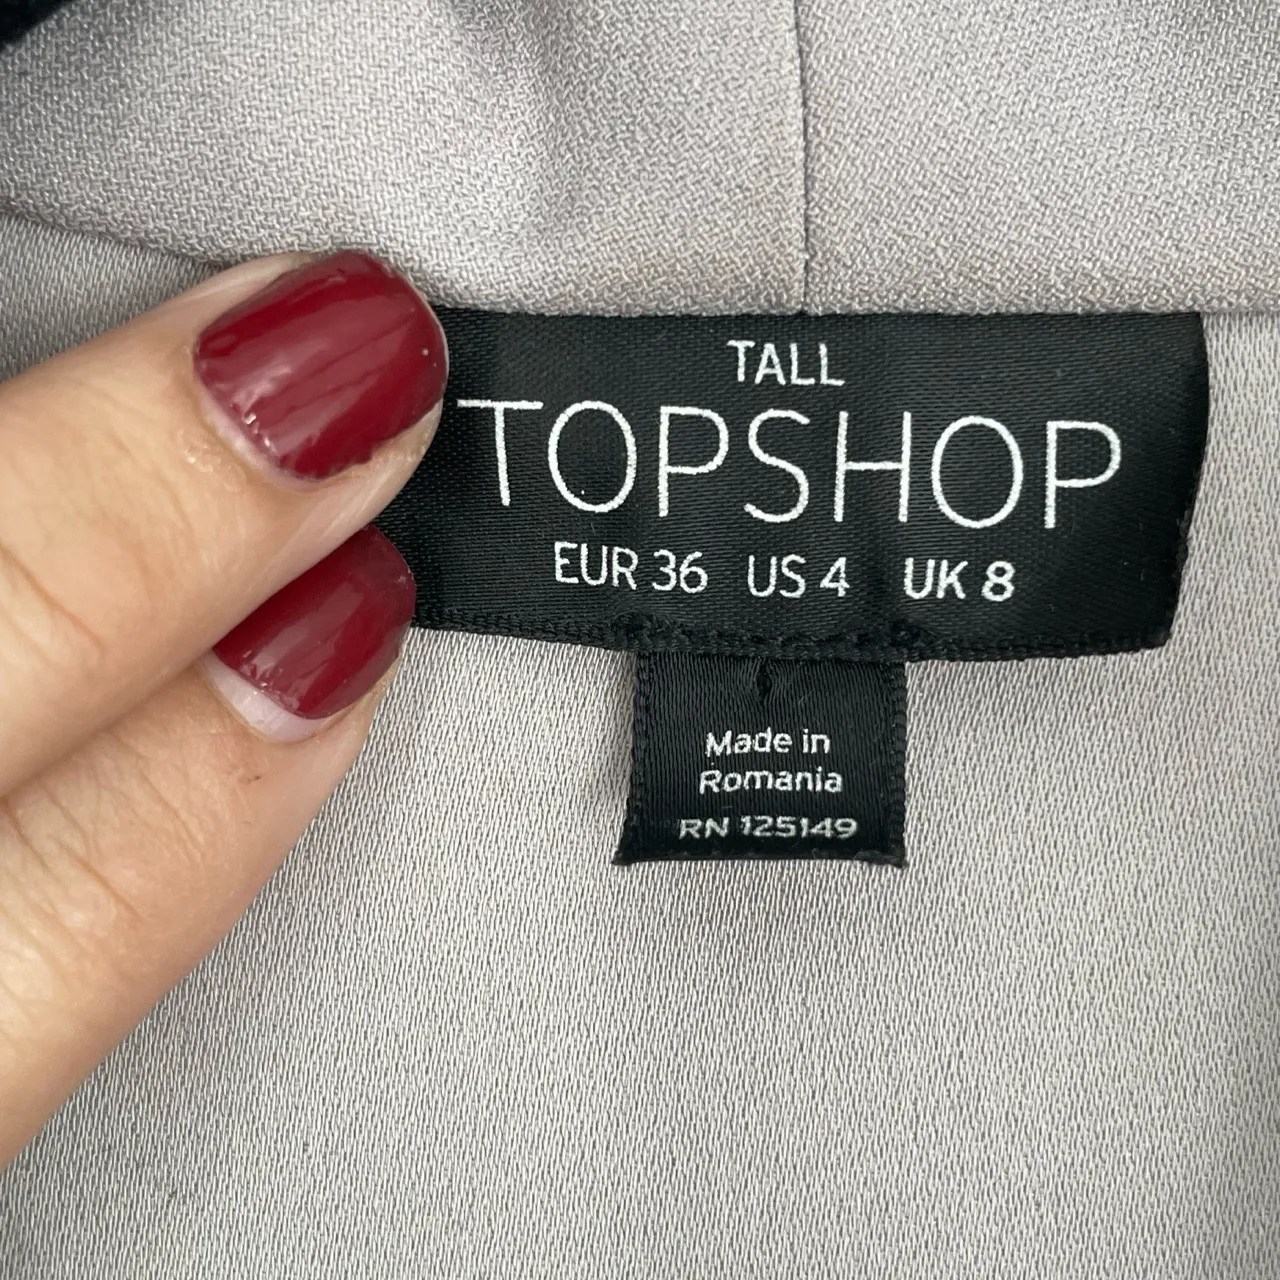 TALL
TOPSHOP
EUR 36 US 4 UK 8
Made in
Romania
RN 125149